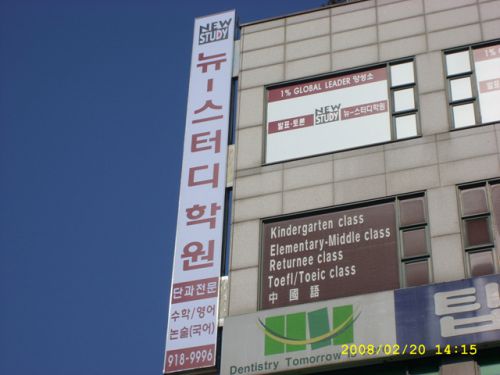 NEW
STUDY
뉴-스터디학원
단과전문
수학/영어
논술(국어)
918-9996
1% GLOBAL LEADER 양성소
발표·토론 NEW STUDY 뉴-스터디학원
Kindergarten class
Elementary-Middle class
Returnee class
Toefl/Toeic class
中國語
Dentistry Tomorrow
탑
2008/02/20 14:15